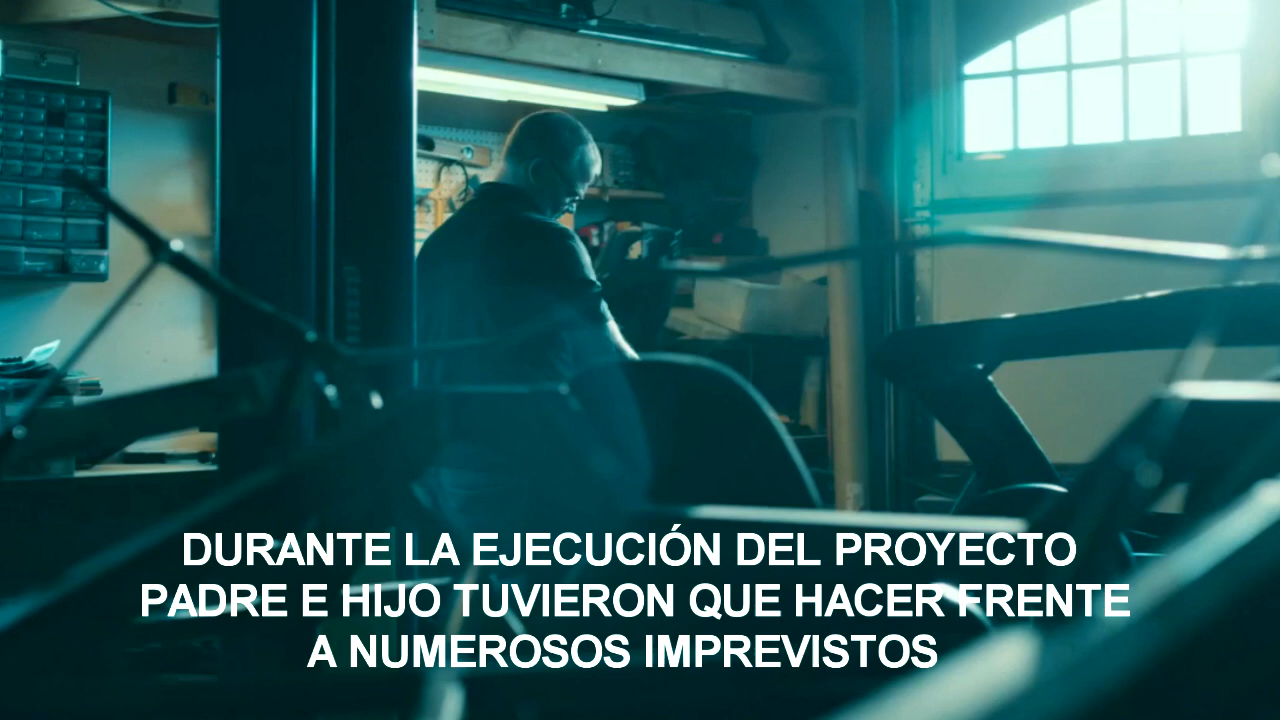 DURANTE LA EJECUCIÓN DEL PROYECTO
PADRE E HIJO TUVIERON QUE HACER FRENTE
A NUMEROSOS IMPREVISTOS